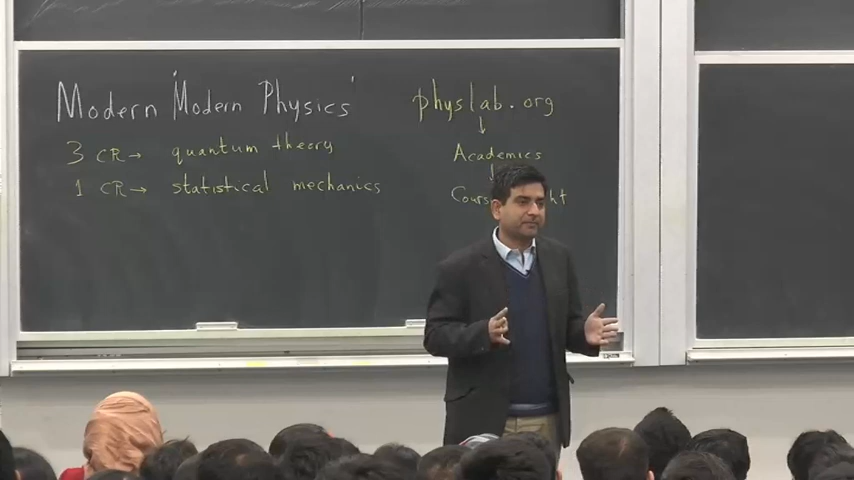 Modern 'Modern Physics'
3 CR → quantum theory
1 CR → statistical mechanics
physlab.org
↓
Academics
↓